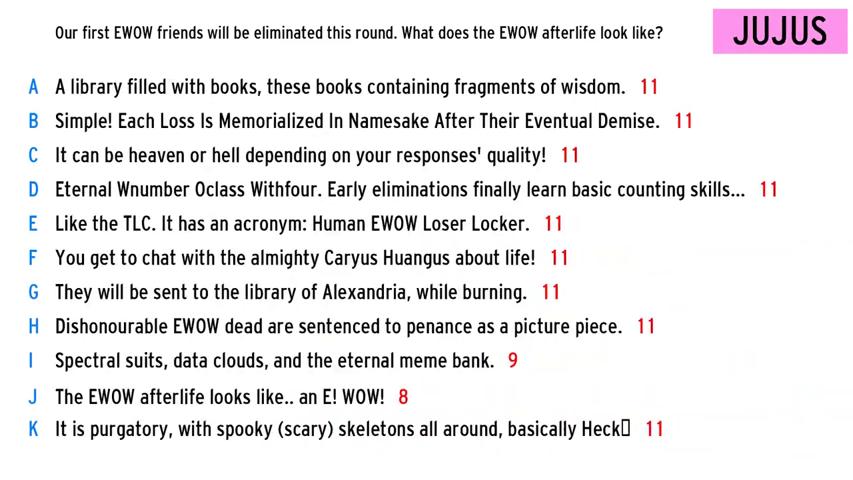 Our first EWOW friends will be eliminated this round. What does the EWOW afterlife look like?
JUJUS
A A library filled with books, these books containing fragments of wisdom. 11
B Simple! Each Loss Is Memorialized In Namesake After Their Eventual Demise. 11
C It can be heaven or hell depending on your responses' quality! 11
D Eternal Wnumber Oclass Withfour. Early eliminations finally learn basic counting skills... 11
E Like the TLC. It has an acronym: Human EWOW Loser Locker. 11
F You get to chat with the almighty Caryus Huangus about life! 11
G They will be sent to the library of Alexandria, while burning. 11
H Dishonourable EWOW dead are sentenced to penance as a picture piece. 11
I Spectral suits, data clouds, and the eternal meme bank. 9
J The EWOW afterlife looks like.. an E! WOW! 8
K It is purgatory, with spooky (scary) skeletons all around, basically Heck▯ 11